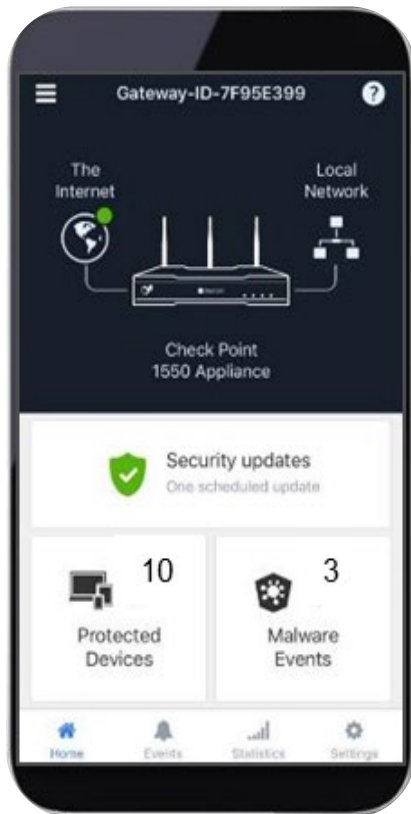 Gateway-ID-7F95E399
?
The
Internet
Local
Network
Check Point
1550 Appliance
Security updates
One scheduled update
10
Protected
Devices
3
Malware
Events
Home
Events
Statistics
Settings